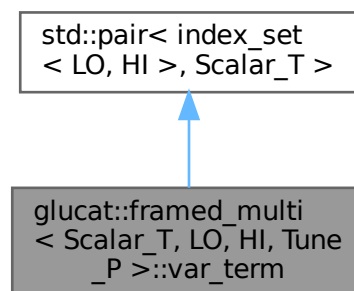 std::pair< index_set
< LO, HI >, Scalar_T >
glucat::framed_multi
< Scalar_T, LO, HI, Tune
_P >::var_term